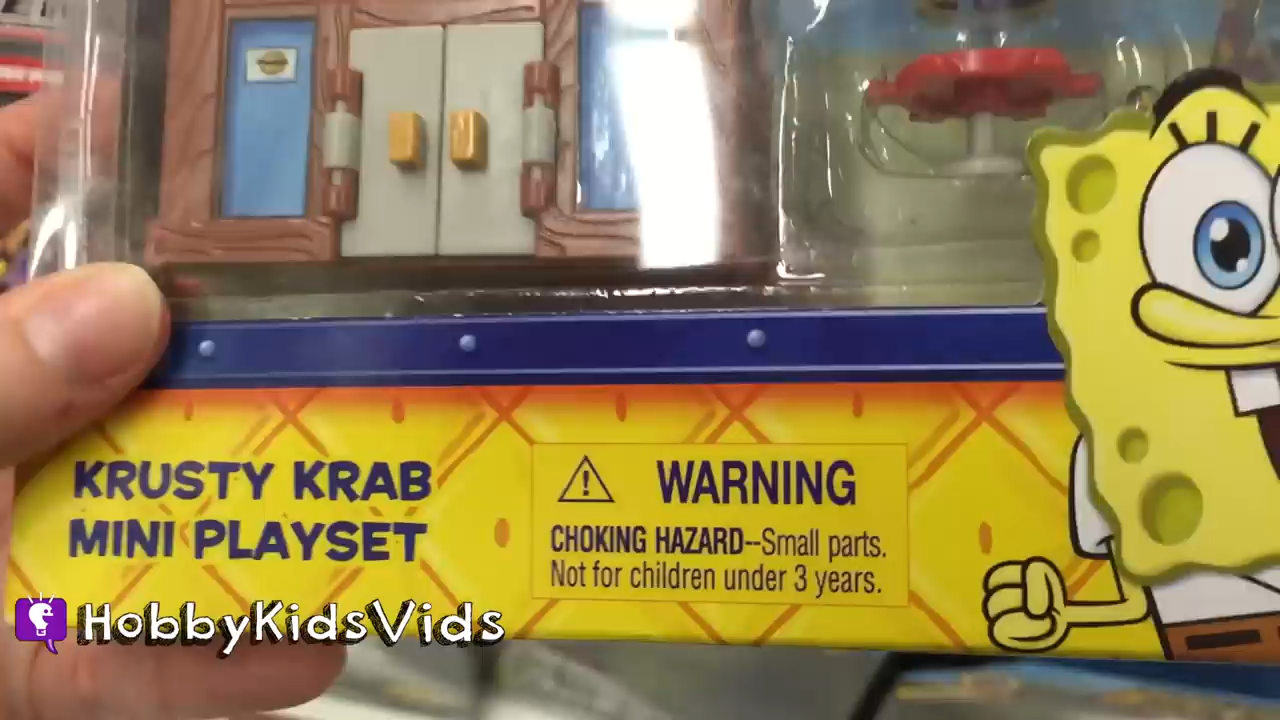 KRUSTY KRAB
MINI PLAYSET
WARNING
CHOKING HAZARD--Small parts.
Not for children under 3 years.
HobbyKidsVids